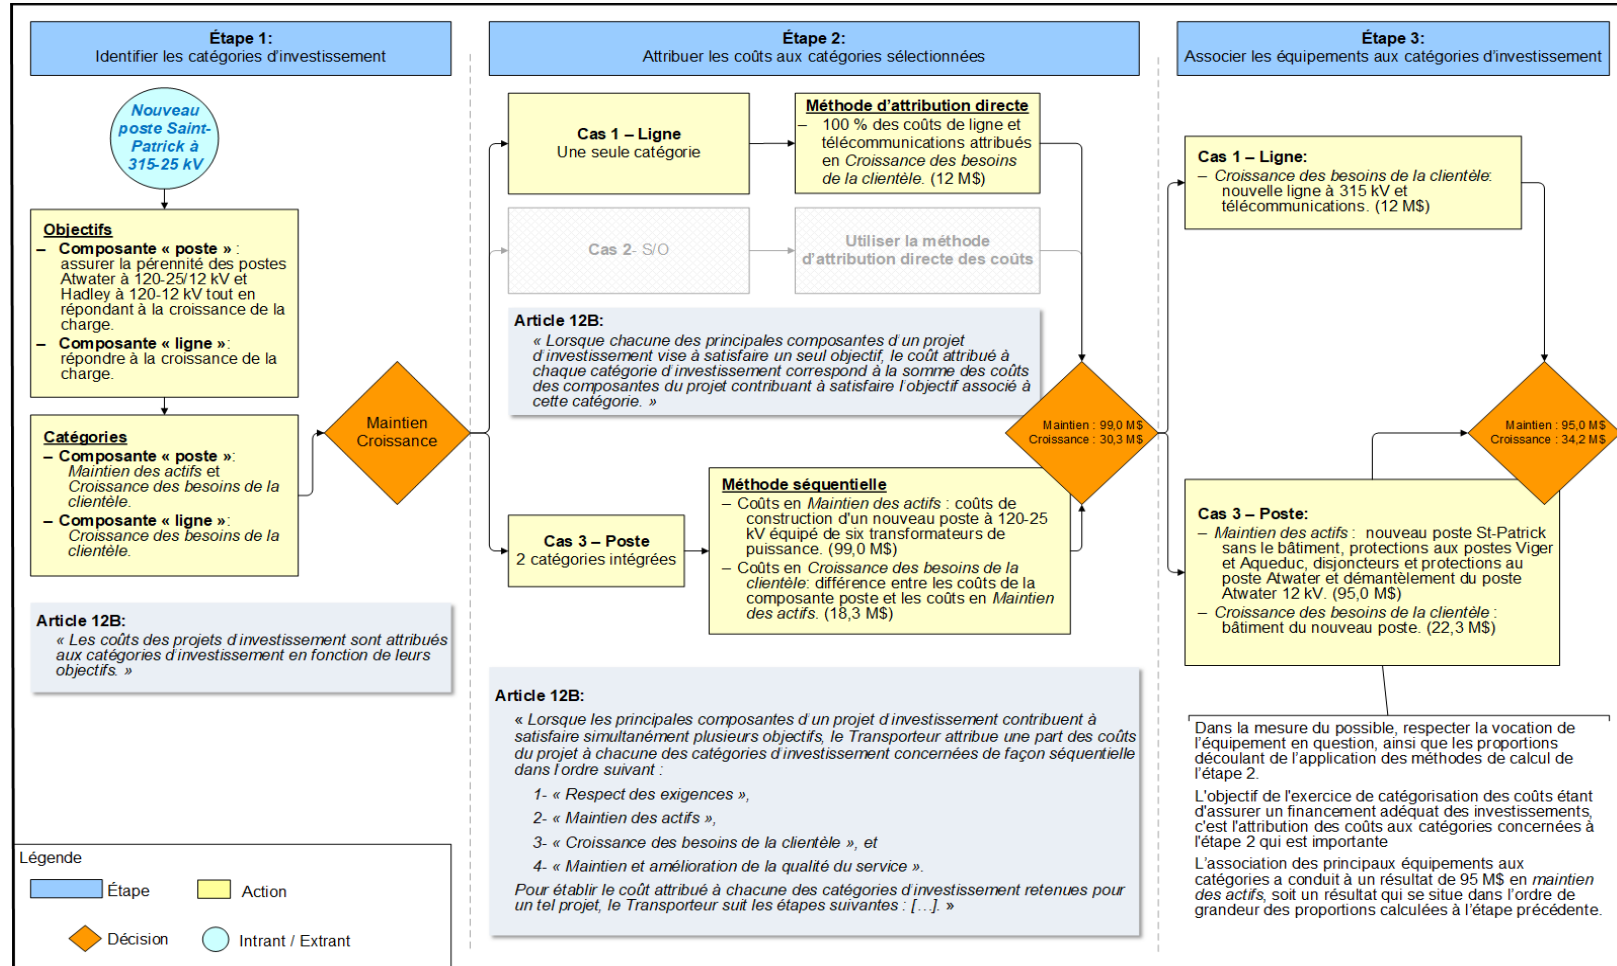 Étape 1:
Identifier les catégories d'investissement
Nouveau
poste Saint-
Patrick à
315-25 kV
Objectifs
– Composante « poste » :
assurer la pérennité des postes
Atwater à 120-25/12 kV et
Hadley à 120-12 kV tout en
répondant à la croissance de la
charge.
– Composante « ligne »:
répondre à la croissance de la
charge.
Catégories
– Composante « poste »:
Maintien des actifs et
Croissance des besoins de la
clientèle.
– Composante « ligne »:
Croissance des besoins de la
clientèle.
Maintien
Croissance
Article 12B:
« Les coûts des projets d'investissement sont attribués
aux catégories d'investissement en fonction de leurs
objectifs. »
Étape 2:
Attribuer les coûts aux catégories sélectionnées
Cas 1 – Ligne
Une seule catégorie
Méthode d'attribution directe
– 100 % des coûts de ligne et
télécommunications attribués
en Croissance des besoins
de la clientèle. (12 M$)
Cas 2- S/O
Utiliser la méthode
d'attribution directe des coûts
Article 12B:
« Lorsque chacune des principales composantes d'un projet
d'investissement vise à satisfaire un seul objectif, le coût attribué à
chaque catégorie d'investissement correspond à la somme des coûts
des composantes du projet contribuant à satisfaire l'objectif associé à
cette catégorie. »
Maintien : 99,0 M$
Croissance : 30,3 M$
Cas 3 – Poste
2 catégories intégrées
Méthode séquentielle
– Coûts en Maintien des actifs : coûts de
construction d'un nouveau poste à 120-25
kV équipé de six transformateurs de
puissance. (99,0 M$)
– Coûts en Croissance des besoins de la
clientèle: différence entre les coûts de la
composante poste et les coûts en Maintien
des actifs. (18,3 M$)
Article 12B:
« Lorsque les principales composantes d'un projet d'investissement contribuent à
satisfaire simultanément plusieurs objectifs, le Transporteur attribue une part des coûts
du projet à chacune des catégories d'investissement concernées de façon séquentielle
dans l'ordre suivant :
1- « Respect des exigences »,
2- « Maintien des actifs »,
3- « Croissance des besoins de la clientèle », et
4- « Maintien et amélioration de la qualité du service ».
Pour établir le coût attribué à chacune des catégories d'investissement retenues pour
un tel projet, le Transporteur suit les étapes suivantes : […]. »
Étape 3:
Associer les équipements aux catégories d'investissement
Cas 1 – Ligne:
– Croissance des besoins de la clientèle:
nouvelle ligne à 315 kV et
télécommunications. (12 M$)
Maintien : 95,0 M$
Croissance : 34,2 M$
Cas 3 – Poste:
– Maintien des actifs : nouveau poste St-Patrick
sans le bâtiment, protections aux postes Viger
et Aqueduc, disjoncteurs et protections au
poste Atwater et démantèlement du poste
Atwater 12 kV. (95,0 M$)
– Croissance des besoins de la clientèle :
bâtiment du nouveau poste. (22,3 M$)
Dans la mesure du possible, respecter la vocation de
l'équipement en question, ainsi que les proportions
découlant de l'application des méthodes de calcul de
l'étape 2.
L'objectif de l'exercice de catégorisation des coûts étant
d'assurer un financement adéquat des investissements,
c'est l'attribution des coûts aux catégories concernées à
l'étape 2 qui est importante
L'association des principaux équipements aux
catégories a conduit à un résultat de 95 M$ en maintien
des actifs, soit un résultat qui se situe dans l'ordre de
grandeur des proportions calculées à l'étape précédente.
Légende
Étape
Action
Décision
Intrant / Extrant